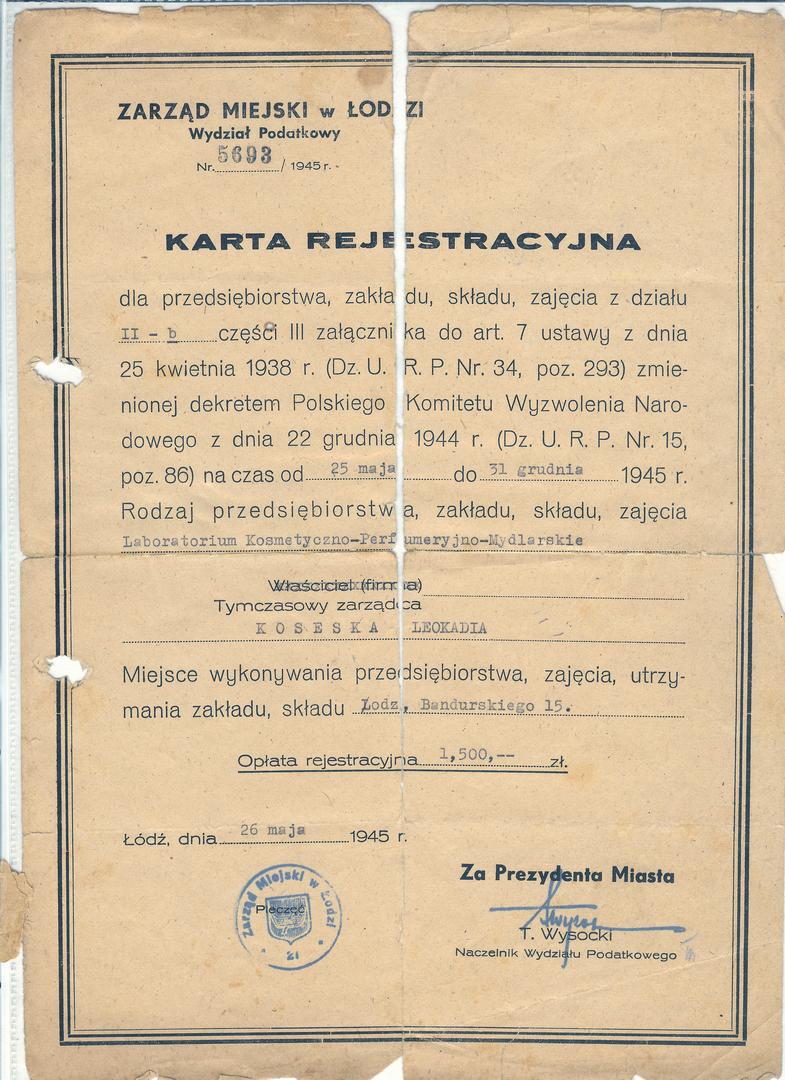 ZARZĄD MIEJSKI w ŁODZI
Wydział Podatkowy
Nr. 5693 / 1945 r.-
KARTA REJESTRACYJNA
dla przedsiębiorstwa, zakładu, składu, zajęcia z działu
II - b części III załącznika do art. 7 ustawy z dnia
25 kwietnia 1938 r. (Dz. U. R. P. Nr. 34, poz. 293) zmie-
nionej dekretem Polskiego Komitetu Wyzwolenia Naro-
dowego z dnia 22 grudnia 1944 r. (Dz. U. R. P. Nr. 15,
poz. 86) na czas od 25 maja do 31 grudnia 1945 r.
Rodzaj przedsiębiorstwa, zakładu, składu, zajęcia
Laboratorium Kosmetyczno-Perfumeryjno-Mydlarskie
Właściciel (firma)
Tymczasowy zarządca
KOSESKA LEOKADIA
Miejsce wykonywania przedsiębiorstwa, zajęcia, utrzy-
mania zakładu, składu Łodz, Bandurskiego 15.
Opłata rejestracyjna 1,500,-- zł.
Łódź, dnia 26 maja 1945 r.
Za Prezydenta Miasta
Zarząd Miejski w Łodzi
Pieczęć
21
T. Wysocki
Naczelnik Wydziału Podatkowego